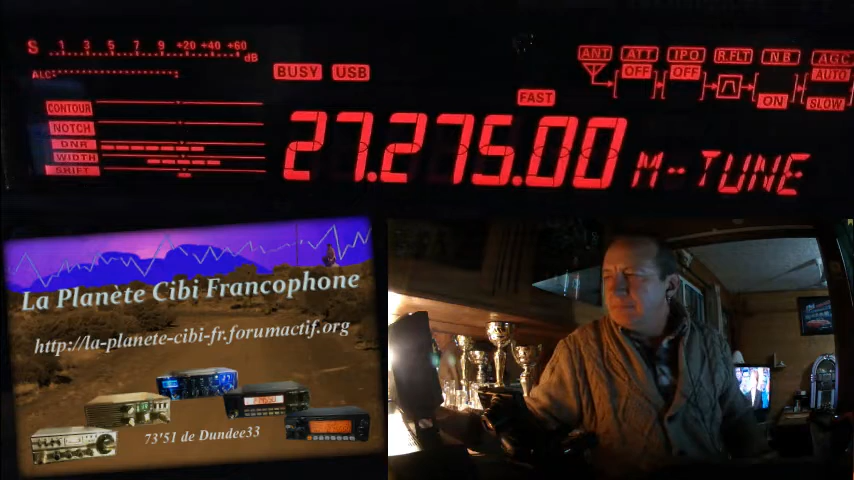 S 1 3 5 7 9 +20 +40 +60 dB
ALC
BUSY USB
ANT ATT IPO R.FLT NB AGC
OFF OFF AUTO
ON SLOW
FAST
CONTOUR
NOTCH
DNR
WIDTH
SHIFT
27.275.00 M--TUNE
La Planète Cibi Francophone
http://la-planete-cibi-fr.forumactif.org
73'51 de Dundee33